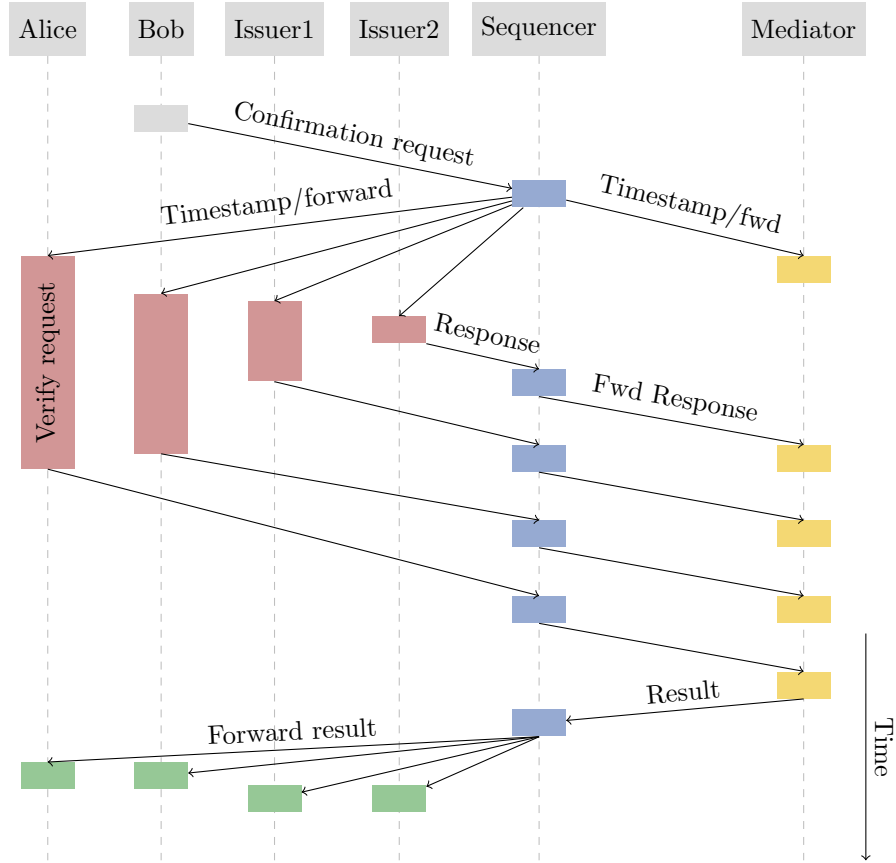 Alice
Bob
Issuer1
Issuer2
Sequencer
Mediator
Confirmation request
Timestamp/forward
Timestamp/fwd
Verify request
Response
Fwd Response
Result
Forward result
Time